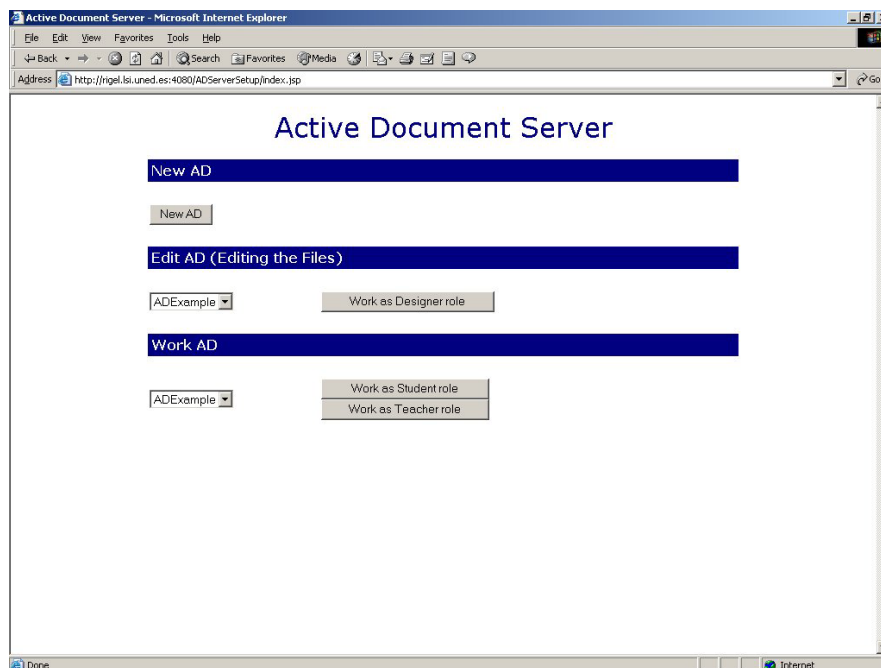 Active Document Server - Microsoft Internet Explorer
File Edit View Favorites Tools Help
Back Search Favorites Media
Address http://rigel.lsi.uned.es:4080/ADServerSetup/index.jsp Go
Active Document Server
New AD
New AD
Edit AD (Editing the Files)
ADExample Work as Designer role
Work AD
Work as Student role
ADExample
Work as Teacher role
Done Internet